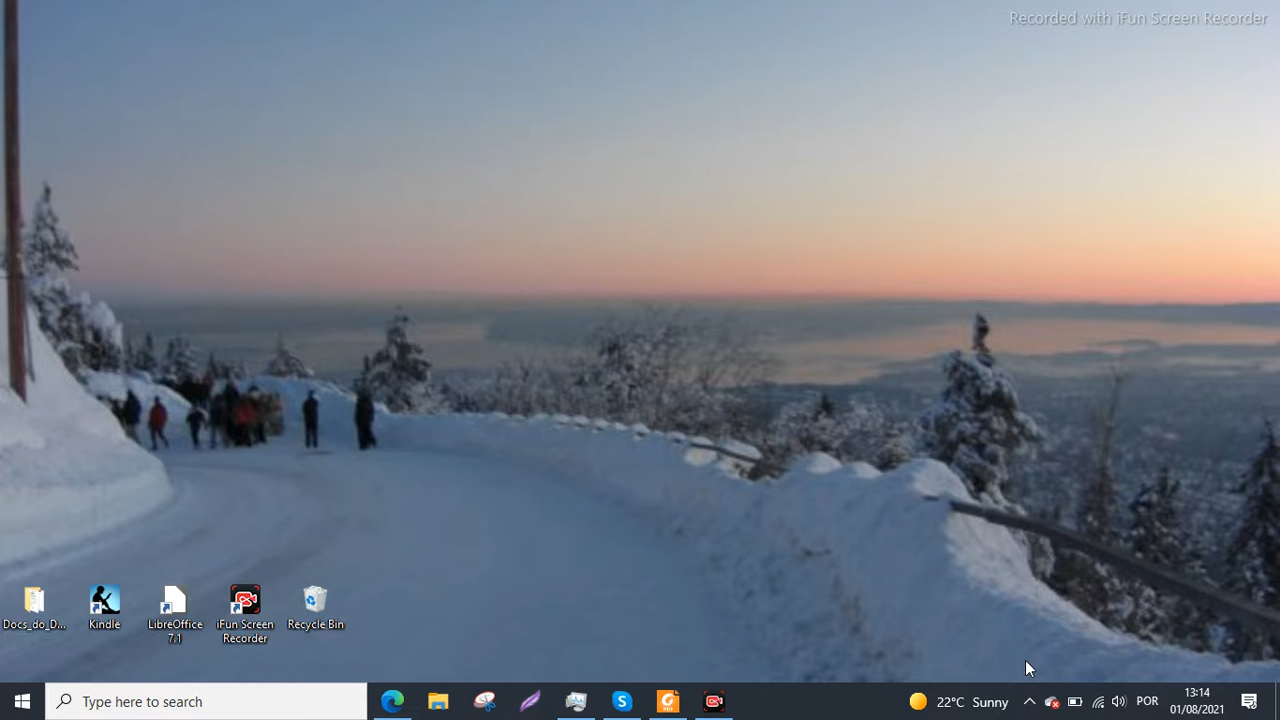 Recorded with iFun Screen Recorder
Docs_do_D...
Kindle
LibreOffice
7.1
iFun Screen
Recorder
Recycle Bin
Type here to search
22°C Sunny
POR
13:14
01/08/2021